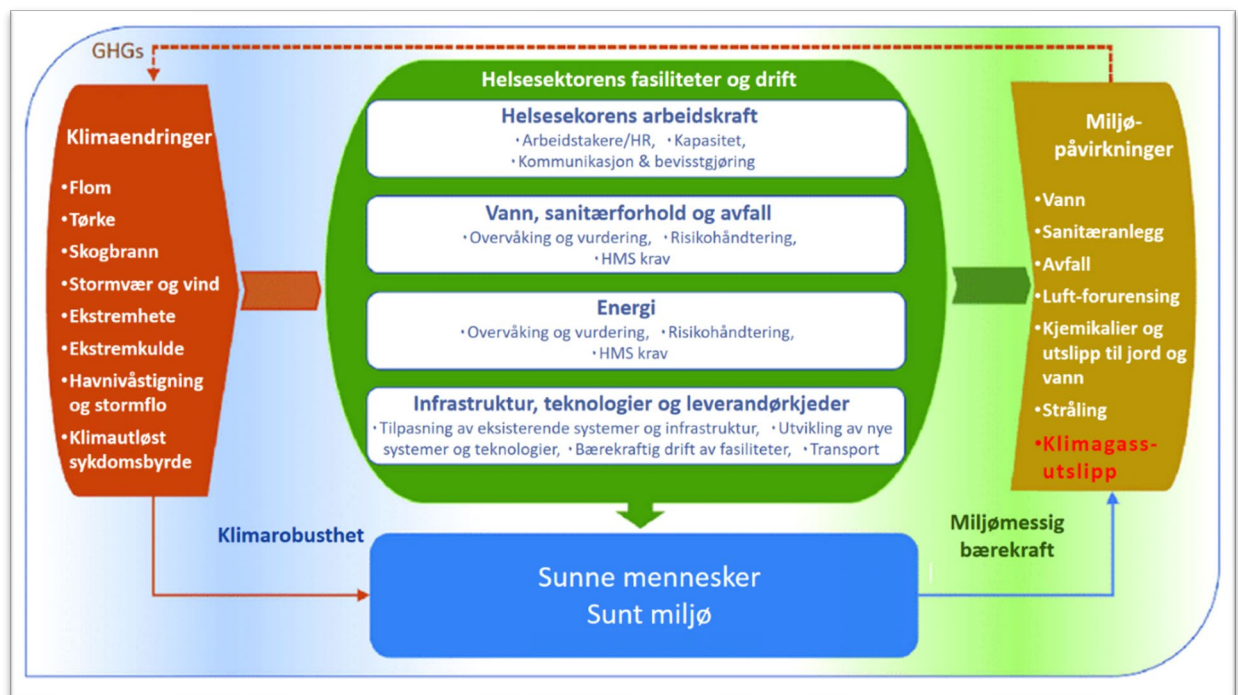 GHGs
Klimaendringer
•Flom
•Tørke
•Skogbrann
•Stormvær og vind
•Ekstremhete
•Ekstremkulde
•Havnivåstigning
og stormflo
•Klimautløst
sykdomsbyrde
Helsesektorens fasiliteter og drift
Helsesekorens arbeidskraft
·Arbeidstakere/HR, ·Kapasitet,
·Kommunikasjon & bevisstgjøring
Vann, sanitærforhold og avfall
·Overvåking og vurdering, ·Risikohåndtering,
·HMS krav
Energi
·Overvåking og vurdering, ·Risikohåndtering,
·HMS krav
Infrastruktur, teknologier og leverandørkjeder
·Tilpasning av eksisterende systemer og infrastruktur, ·Utvikling av nye
systemer og teknologier, ·Bærekraftig drift av fasiliteter, ·Transport
Miljø-
påvirkninger
•Vann
•Sanitæranlegg
•Avfall
•Luft-forurensing
•Kjemikalier og
utslipp til jord og
vann
•Stråling
•Klimagass-
utslipp
Klimarobusthet
Miljømessig
bærekraft
Sunne mennesker
Sunt miljø